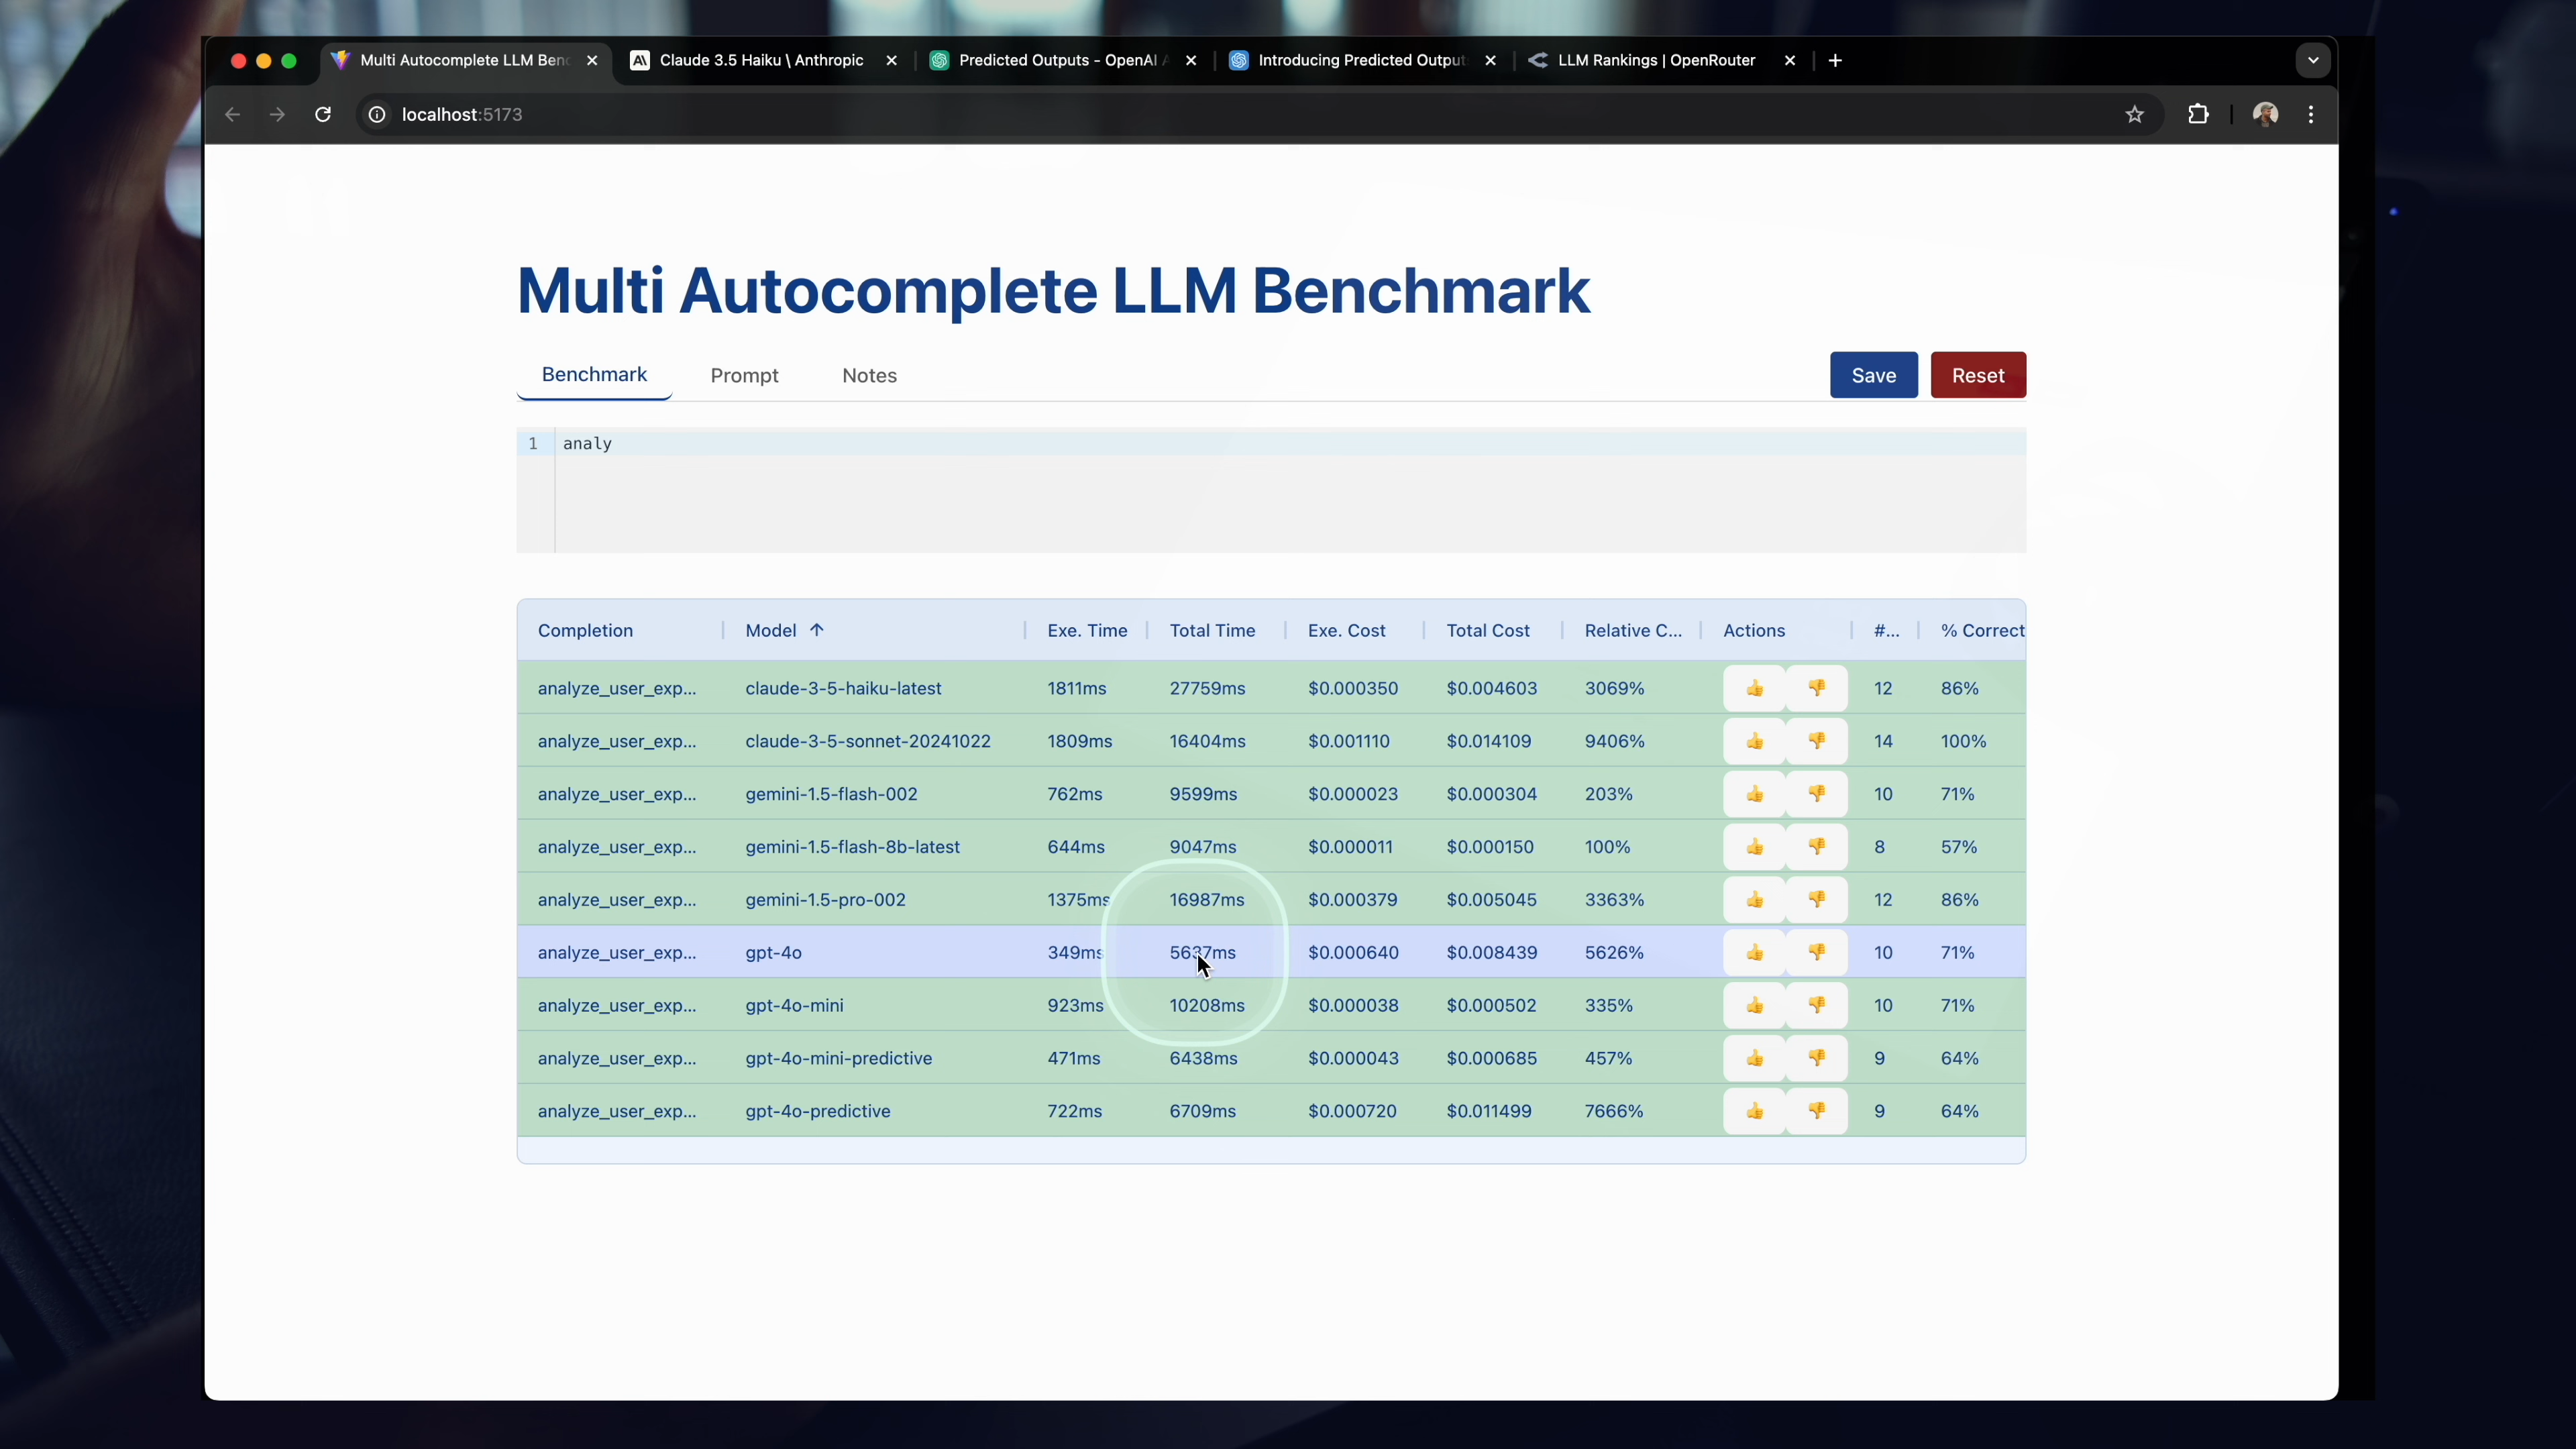 Multi Autocomplete LLM Ben
Claude 3.5 Haiku \ Anthropic
Predicted Outputs - OpenAI A
Introducing Predicted Output
LLM Rankings | OpenRouter
localhost:5173
Multi Autocomplete LLM Benchmark
Benchmark Prompt Notes Save Reset
1 analy
Completion Model Exe. Time Total Time Exe. Cost Total Cost Relative C... Actions #... % Correct
analyze_user_exp... claude-3-5-haiku-latest 1811ms 27759ms $0.000350 $0.004603 3069% 12 86%
analyze_user_exp... claude-3-5-sonnet-20241022 1809ms 16404ms $0.001110 $0.014109 9406% 14 100%
analyze_user_exp... gemini-1.5-flash-002 762ms 9599ms $0.000023 $0.000304 203% 10 71%
analyze_user_exp... gemini-1.5-flash-8b-latest 644ms 9047ms $0.000011 $0.000150 100% 8 57%
analyze_user_exp... gemini-1.5-pro-002 1375ms 16987ms $0.000379 $0.005045 3363% 12 86%
analyze_user_exp... gpt-4o 349ms 5637ms $0.000640 $0.008439 5626% 10 71%
analyze_user_exp... gpt-4o-mini 923ms 10208ms $0.000038 $0.000502 335% 10 71%
analyze_user_exp... gpt-4o-mini-predictive 471ms 6438ms $0.000043 $0.000685 457% 9 64%
analyze_user_exp... gpt-4o-predictive 722ms 6709ms $0.000720 $0.011499 7666% 9 64%